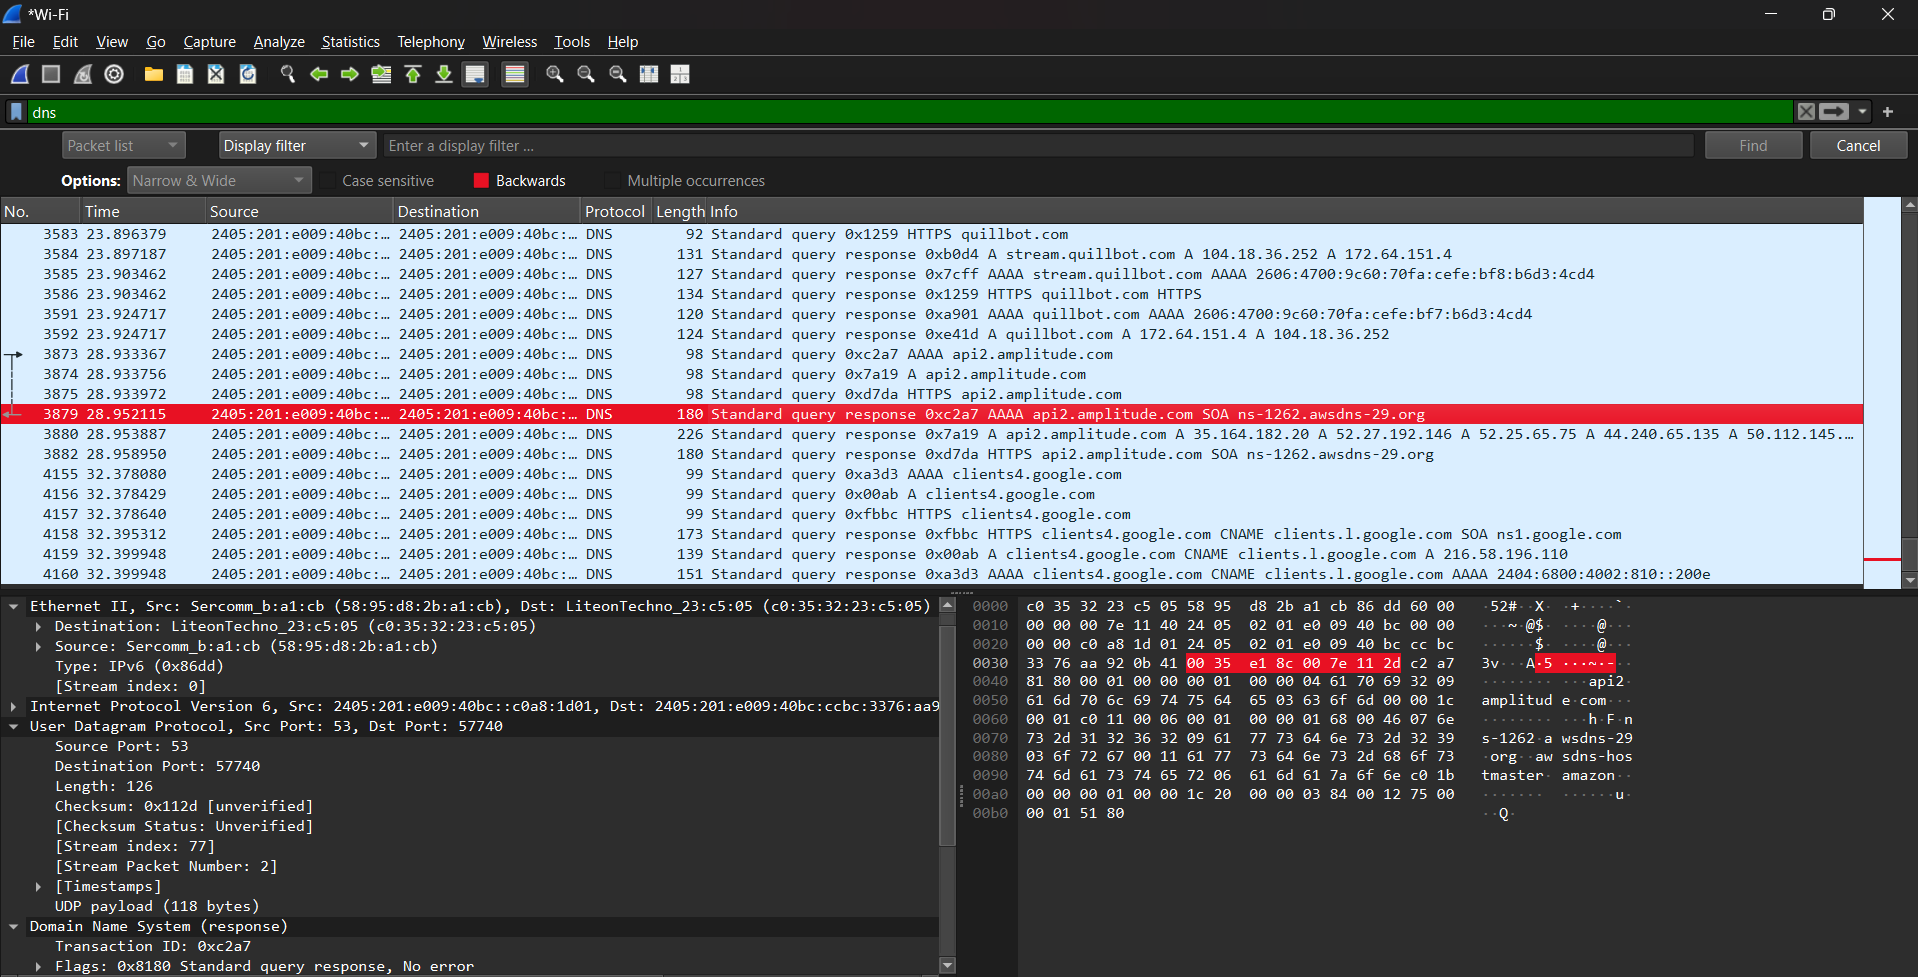 *Wi-Fi
File Edit View Go Capture Analyze Statistics Telephony Wireless Tools Help
dns
Packet list Display filter Enter a display filter ... Find Cancel
Options: Narrow & Wide Case sensitive Backwards Multiple occurrences
No. Time Source Destination Protocol Length Info
3583 23.896379 2405:201:e009:40bc:… 2405:201:e009:40bc:… DNS 92 Standard query 0x1259 HTTPS quillbot.com
3584 23.897187 2405:201:e009:40bc:… 2405:201:e009:40bc:… DNS 131 Standard query response 0xb0d4 A stream.quillbot.com A 104.18.36.252 A 172.64.151.4
3585 23.903462 2405:201:e009:40bc:… 2405:201:e009:40bc:… DNS 127 Standard query response 0x7cff AAAA stream.quillbot.com AAAA 2606:4700:9c60:70fa:cefe:bf8:b6d3:4cd4
3586 23.903462 2405:201:e009:40bc:… 2405:201:e009:40bc:… DNS 134 Standard query response 0x1259 HTTPS quillbot.com HTTPS
3591 23.924717 2405:201:e009:40bc:… 2405:201:e009:40bc:… DNS 120 Standard query response 0xa901 AAAA quillbot.com AAAA 2606:4700:9c60:70fa:cefe:bf7:b6d3:4cd4
3592 23.924717 2405:201:e009:40bc:… 2405:201:e009:40bc:… DNS 124 Standard query response 0xe41d A quillbot.com A 172.64.151.4 A 104.18.36.252
3873 28.933367 2405:201:e009:40bc:… 2405:201:e009:40bc:… DNS 98 Standard query 0xc2a7 AAAA api2.amplitude.com
3874 28.933756 2405:201:e009:40bc:… 2405:201:e009:40bc:… DNS 98 Standard query 0x7a19 A api2.amplitude.com
3875 28.933972 2405:201:e009:40bc:… 2405:201:e009:40bc:… DNS 98 Standard query 0xd7da HTTPS api2.amplitude.com
3879 28.952115 2405:201:e009:40bc:… 2405:201:e009:40bc:… DNS 180 Standard query response 0xc2a7 AAAA api2.amplitude.com SOA ns-1262.awsdns-29.org
3880 28.953887 2405:201:e009:40bc:… 2405:201:e009:40bc:… DNS 226 Standard query response 0x7a19 A api2.amplitude.com A 35.164.182.20 A 52.27.192.146 A 52.25.65.75 A 44.240.65.135 A 50.112.145.…
3882 28.958950 2405:201:e009:40bc:… 2405:201:e009:40bc:… DNS 180 Standard query response 0xd7da HTTPS api2.amplitude.com SOA ns-1262.awsdns-29.org
4155 32.378080 2405:201:e009:40bc:… 2405:201:e009:40bc:… DNS 99 Standard query 0xa3d3 AAAA clients4.google.com
4156 32.378429 2405:201:e009:40bc:… 2405:201:e009:40bc:… DNS 99 Standard query 0x00ab A clients4.google.com
4157 32.378640 2405:201:e009:40bc:… 2405:201:e009:40bc:… DNS 99 Standard query 0xfbbc HTTPS clients4.google.com
4158 32.395312 2405:201:e009:40bc:… 2405:201:e009:40bc:… DNS 173 Standard query response 0xfbbc HTTPS clients4.google.com CNAME clients.l.google.com SOA ns1.google.com
4159 32.399948 2405:201:e009:40bc:… 2405:201:e009:40bc:… DNS 139 Standard query response 0x00ab A clients4.google.com CNAME clients.l.google.com A 216.58.196.110
4160 32.399948 2405:201:e009:40bc:… 2405:201:e009:40bc:… DNS 151 Standard query response 0xa3d3 AAAA clients4.google.com CNAME clients.l.google.com AAAA 2404:6800:4002:810::200e
Ethernet II, Src: Sercomm_b:a1:cb (58:95:d8:2b:a1:cb), Dst: LiteonTechno_23:c5:05 (c0:35:32:23:c5:05)
Destination: LiteonTechno_23:c5:05 (c0:35:32:23:c5:05)
Source: Sercomm_b:a1:cb (58:95:d8:2b:a1:cb)
Type: IPv6 (0x86dd)
[Stream index: 0]
Internet Protocol Version 6, Src: 2405:201:e009:40bc::c0a8:1d01, Dst: 2405:201:e009:40bc:ccbc:3376:aa9
User Datagram Protocol, Src Port: 53, Dst Port: 57740
Source Port: 53
Destination Port: 57740
Length: 126
Checksum: 0x112d [unverified]
[Checksum Status: Unverified]
[Stream index: 77]
[Stream Packet Number: 2]
[Timestamps]
UDP payload (118 bytes)
Domain Name System (response)
Transaction ID: 0xc2a7
Flags: 0x8180 Standard query response, No error
0000 c0 35 32 23 c5 05 58 95 d8 2b a1 cb 86 dd 60 00 ·52#··X· ·+····`·
0010 00 00 00 7e 11 40 24 05 02 01 e0 09 40 bc 00 00 ···~·@$· ····@···
0020 00 00 c0 a8 1d 01 24 05 02 01 e0 09 40 bc cc bc ······$· ····@···
0030 33 76 aa 92 0b 41 00 35 e1 8c 00 7e 11 2d c2 a7 3v···A·5 ···~·-··
0040 81 80 00 01 00 00 00 01 00 00 04 61 70 69 32 09 ········ ···api2·
0050 61 6d 70 6c 69 74 75 64 65 03 63 6f 6d 00 00 1c amplitud e·com···
0060 00 01 c0 11 00 06 00 01 00 00 01 68 00 46 07 6e ········ ···h·F·n
0070 73 2d 31 32 36 32 09 61 77 73 64 6e 73 2d 32 39 s-1262·a wsdns-29
0080 03 6f 72 67 00 11 61 77 73 64 6e 73 2d 68 6f 73 ·org··aw sdns-hos
0090 74 6d 61 73 74 65 72 06 61 6d 61 7a 6f 6e c0 1b tmaster· amazon··
00a0 00 00 00 01 00 00 1c 20 00 00 03 84 00 12 75 00 ······· ······u·
00b0 00 01 51 80 ··Q·